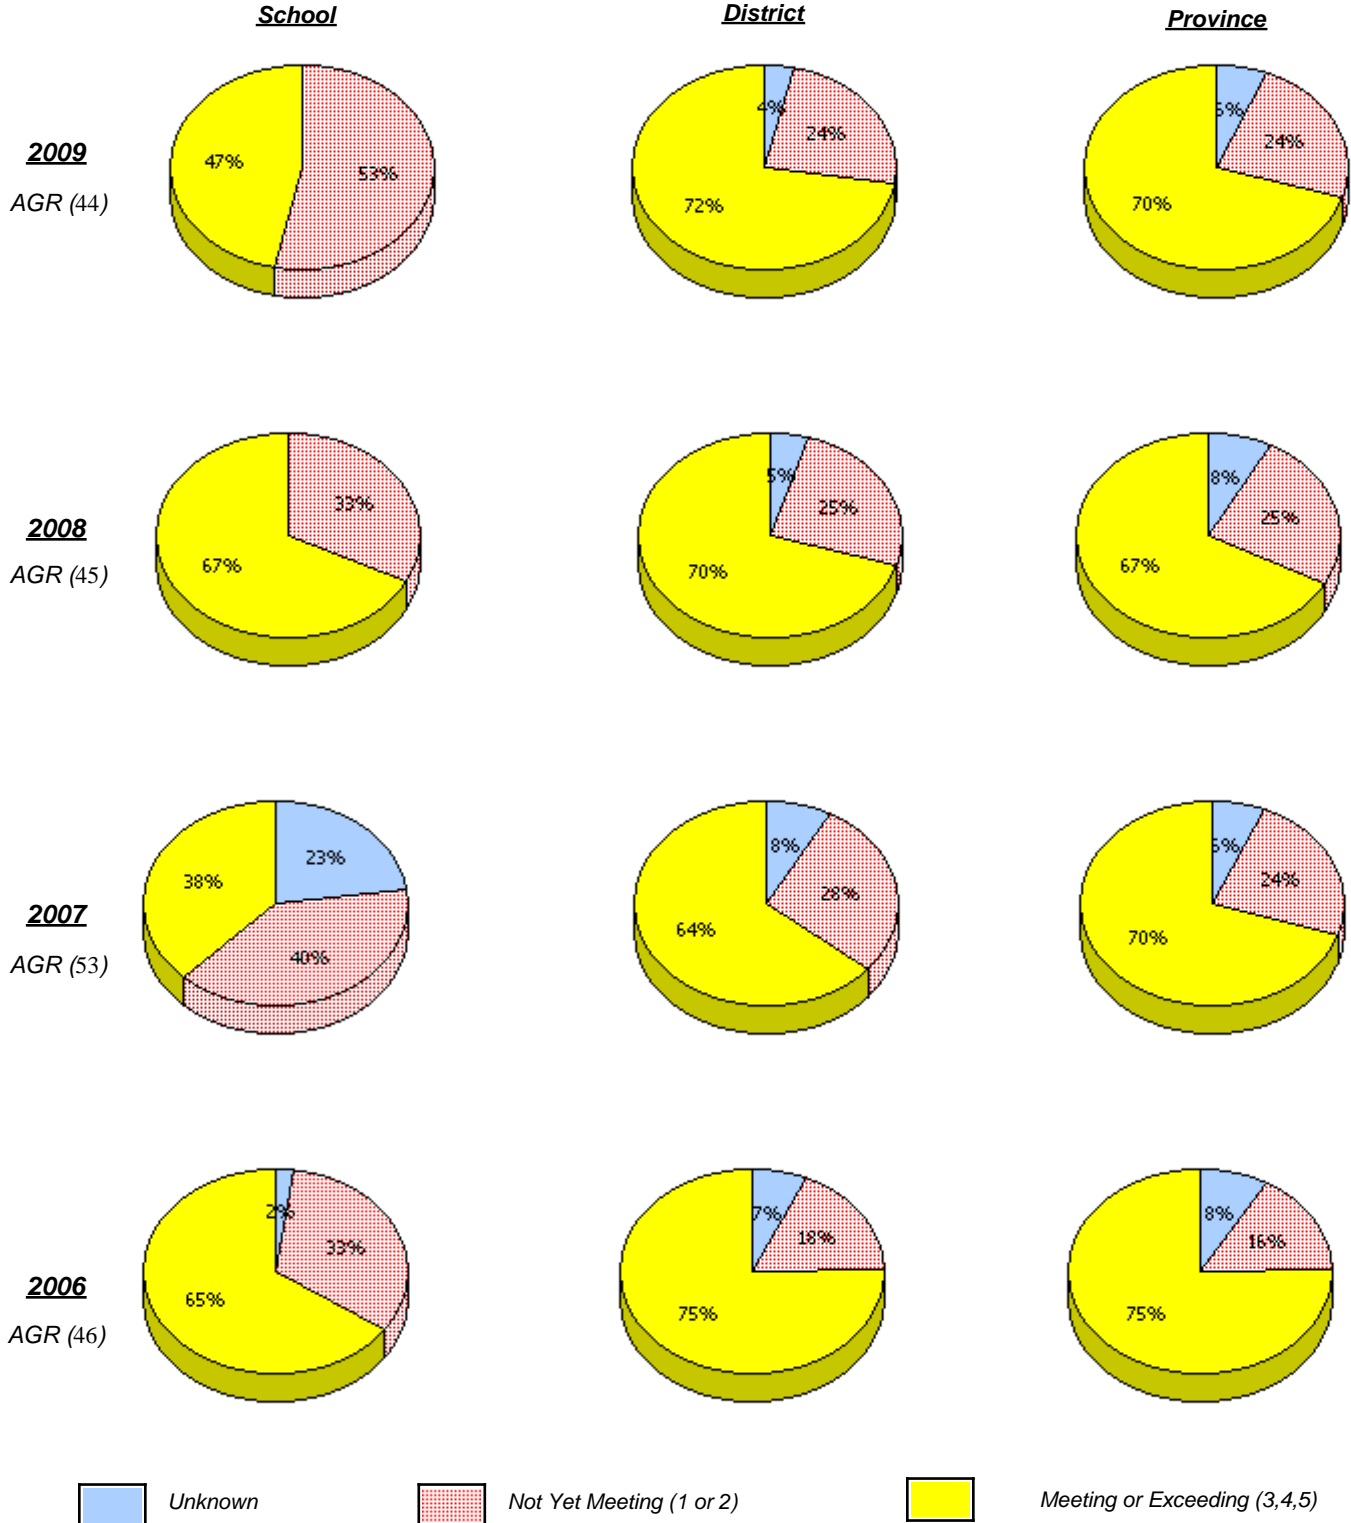 School District Province
2009
AGR (44)
47% 53%
4% 24% 72%
6% 24% 70%
2008
AGR (45)
33% 67%
5% 25% 70%
8% 25% 67%
2007
AGR (53)
23% 38% 40%
8% 28% 64%
6% 24% 70%
2006
AGR (46)
2% 33% 65%
7% 18% 75%
8% 16% 75%
Unknown Not Yet Meeting (1 or 2) Meeting or Exceeding (3,4,5)